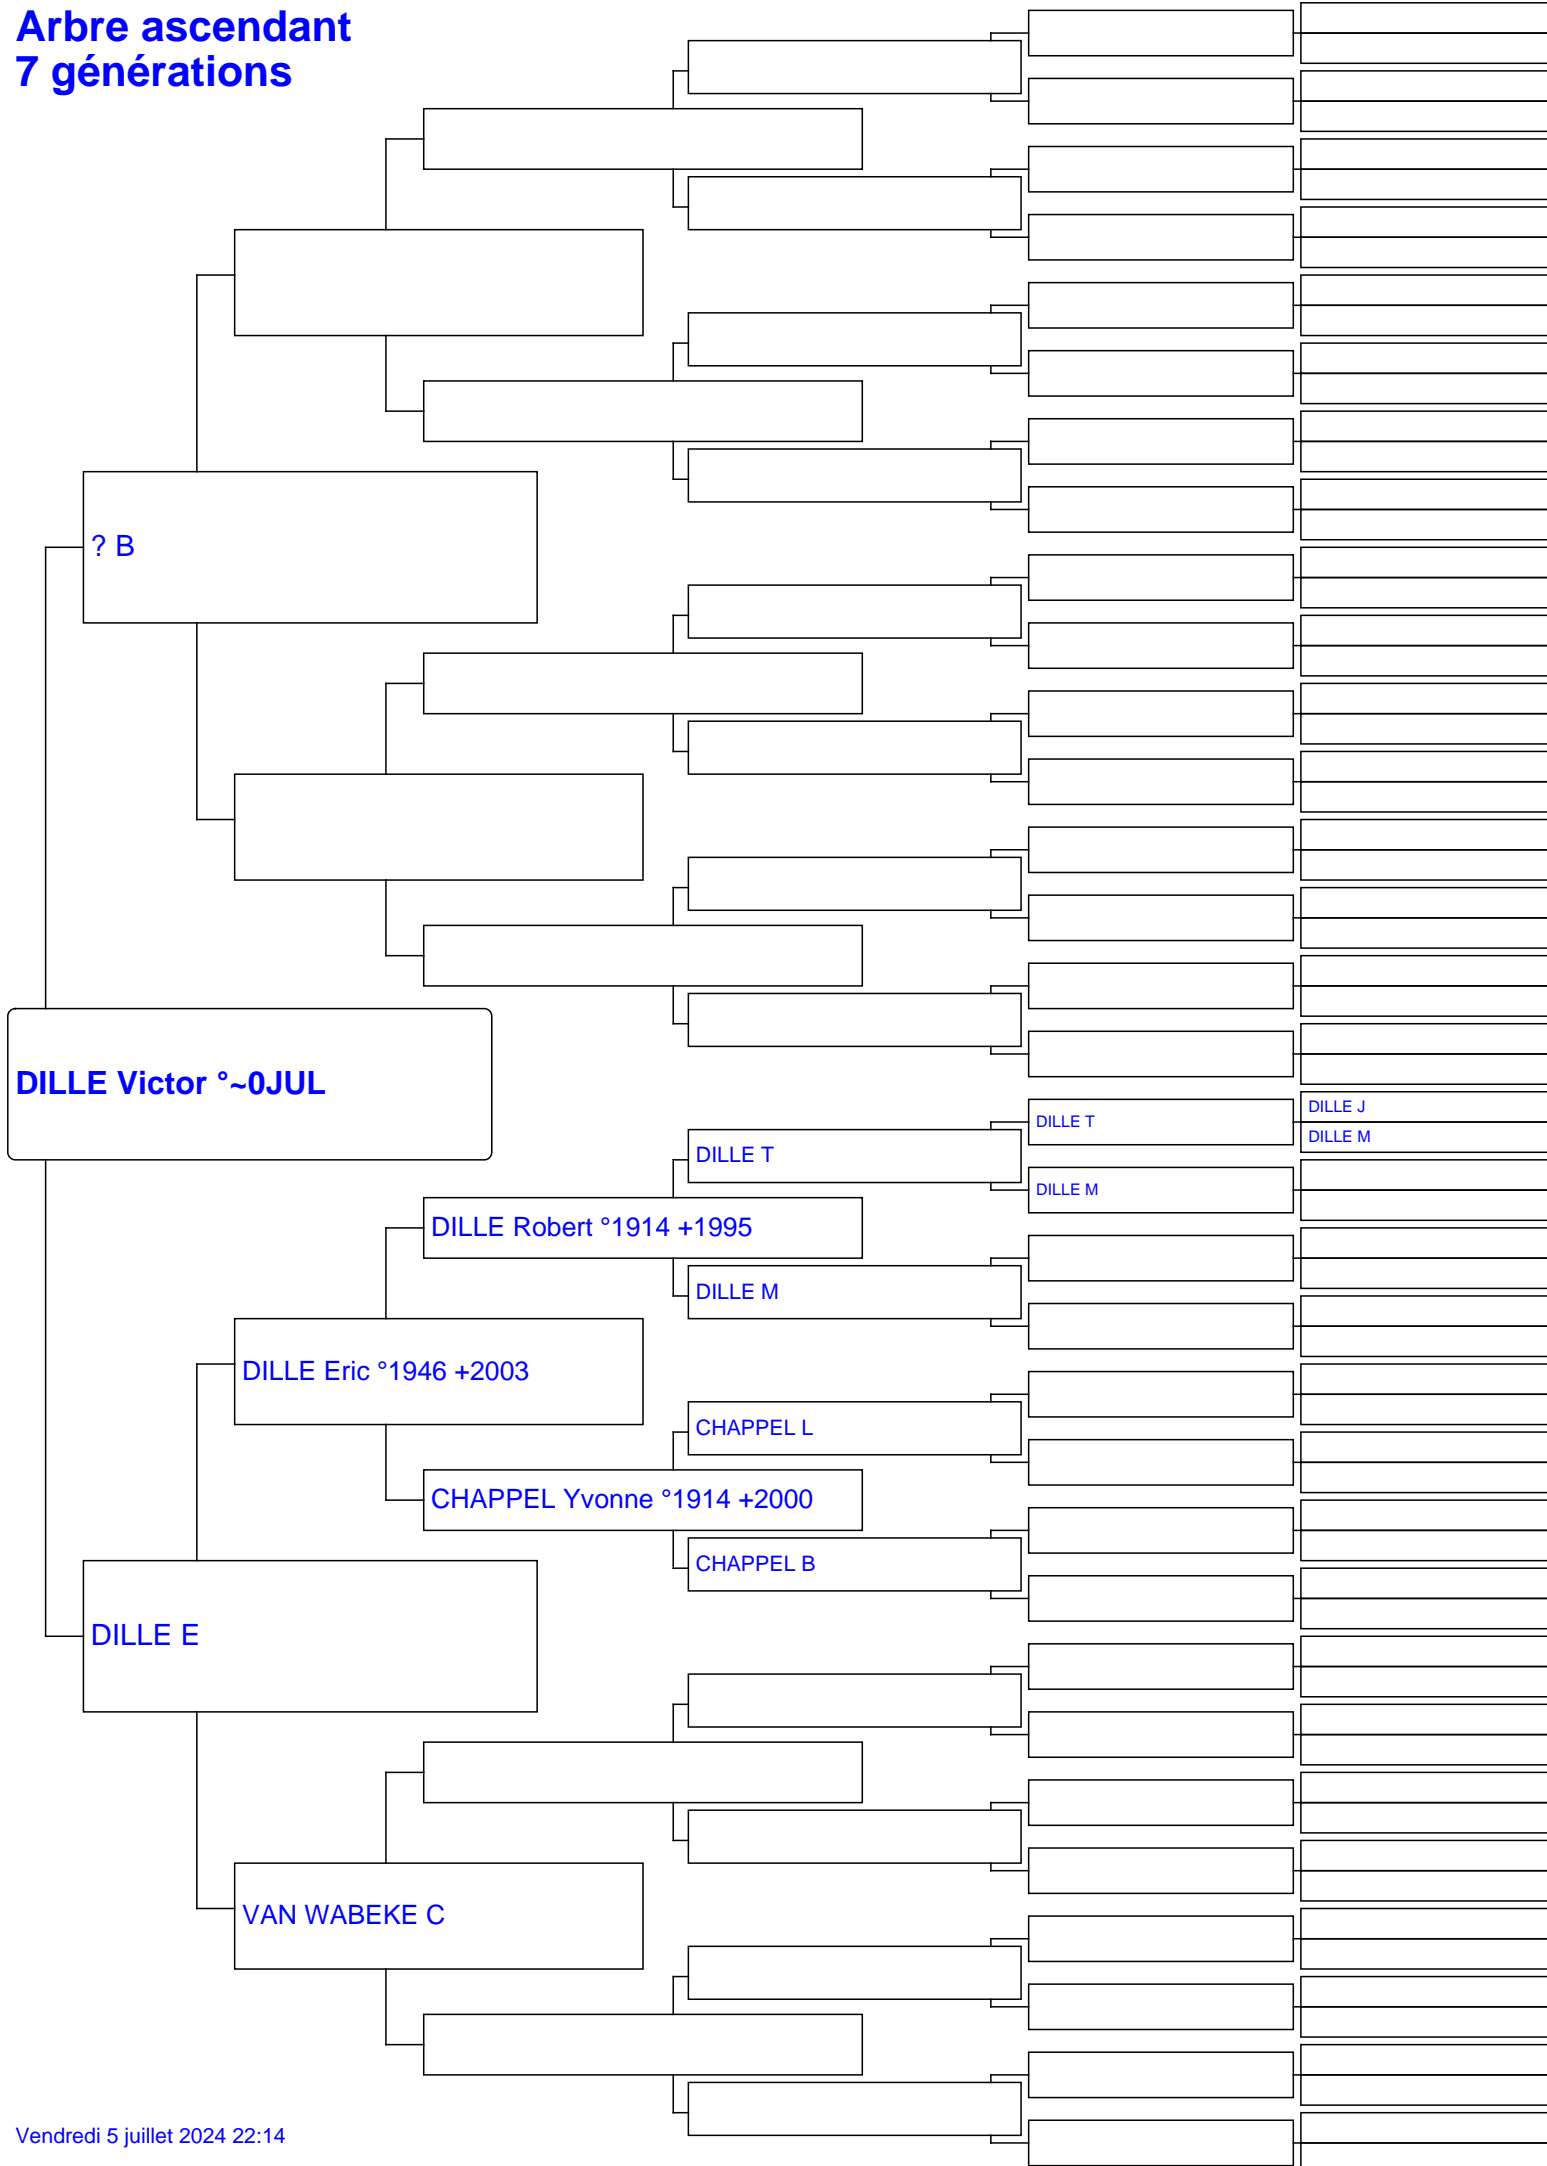 Arbre ascendant
7 générations
? B
DILLE Victor °~0JUL
DILLE J
DILLE T
DILLE M
DILLE T
DILLE M
DILLE Robert °1914 +1995
DILLE M
DILLE Eric °1946 +2003
CHAPPEL L
CHAPPEL Yvonne °1914 +2000
CHAPPEL B
DILLE E
VAN WABEKE C
Vendredi 5 juillet 2024 22:14